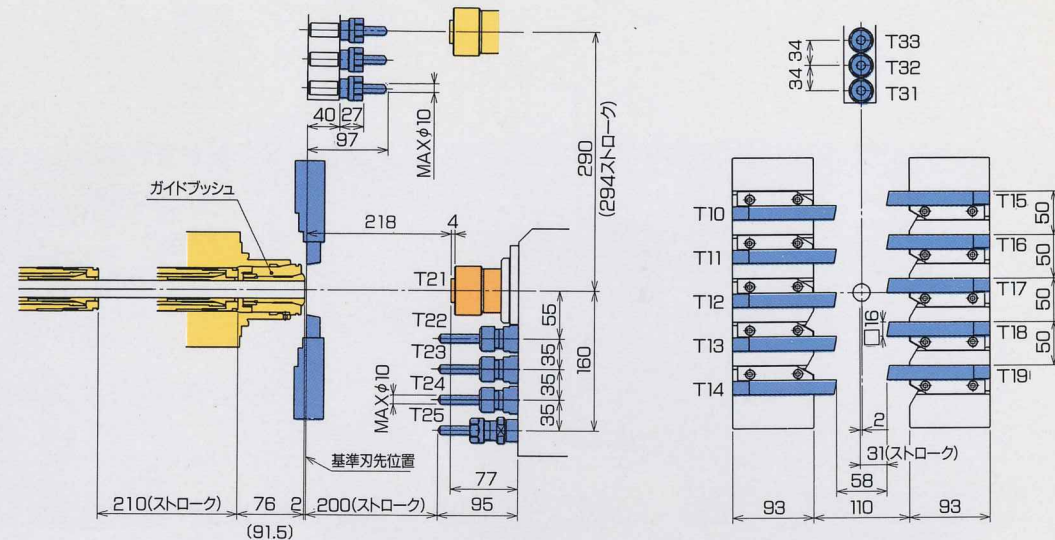 40
27
97
MAXφ10
290
(294ストローク)
ガイドブッシュ
218
4
T21
T22
T23
T24
T25
MAXφ10
55
35
35
35
160
基準刃先位置
77
210(ストローク)
76
2
200(ストローク)
95
(91.5)
34
34
T33
T32
T31
T10
T11
T12
T13
T14
T15
T16
T17
T18
T19
50
50
50
50
□16
2
31(ストローク)
58
93
110
93